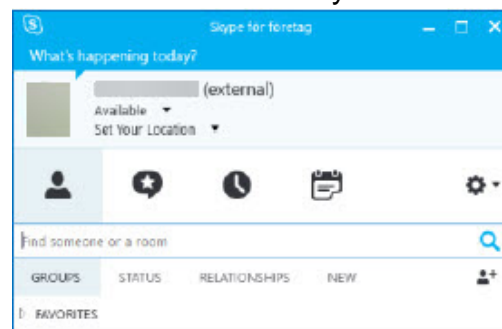 Skype för företag
What's happening today?
(external)
Available
Set Your Location
Find someone or a room
GROUPS STATUS RELATIONSHIPS NEW
FAVORITES